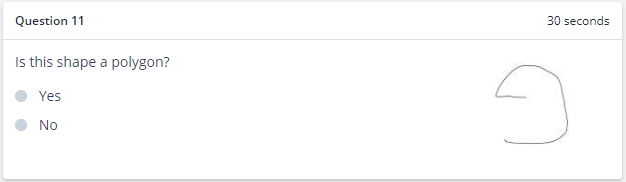 Question 11
30 seconds
Is this shape a polygon?
Yes
No